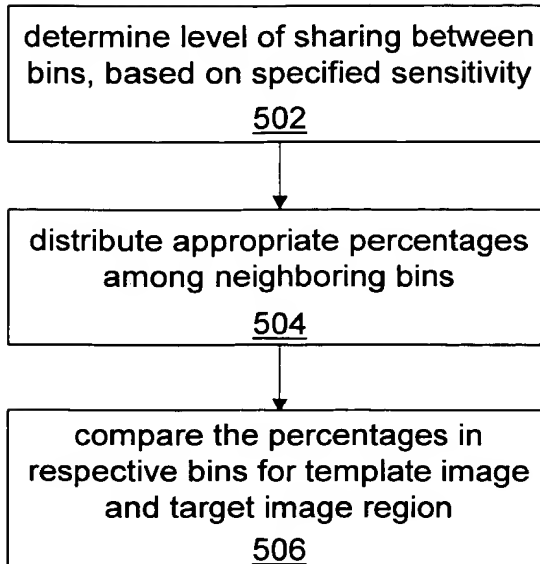 determine level of sharing between
bins, based on specified sensitivity
502
distribute appropriate percentages
among neighboring bins
504
compare the percentages in
respective bins for template image
and target image region
506